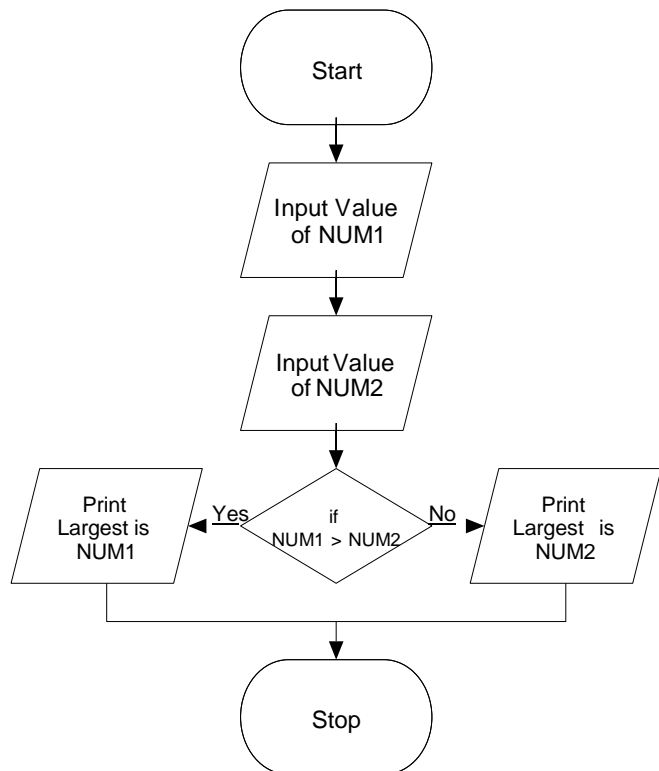 Start
Input Value
of NUM1
Input Value
of NUM2
Print
Largest is
NUM1
Yes
if
NUM1 > NUM2
No
Print
Largest is
NUM2
Stop